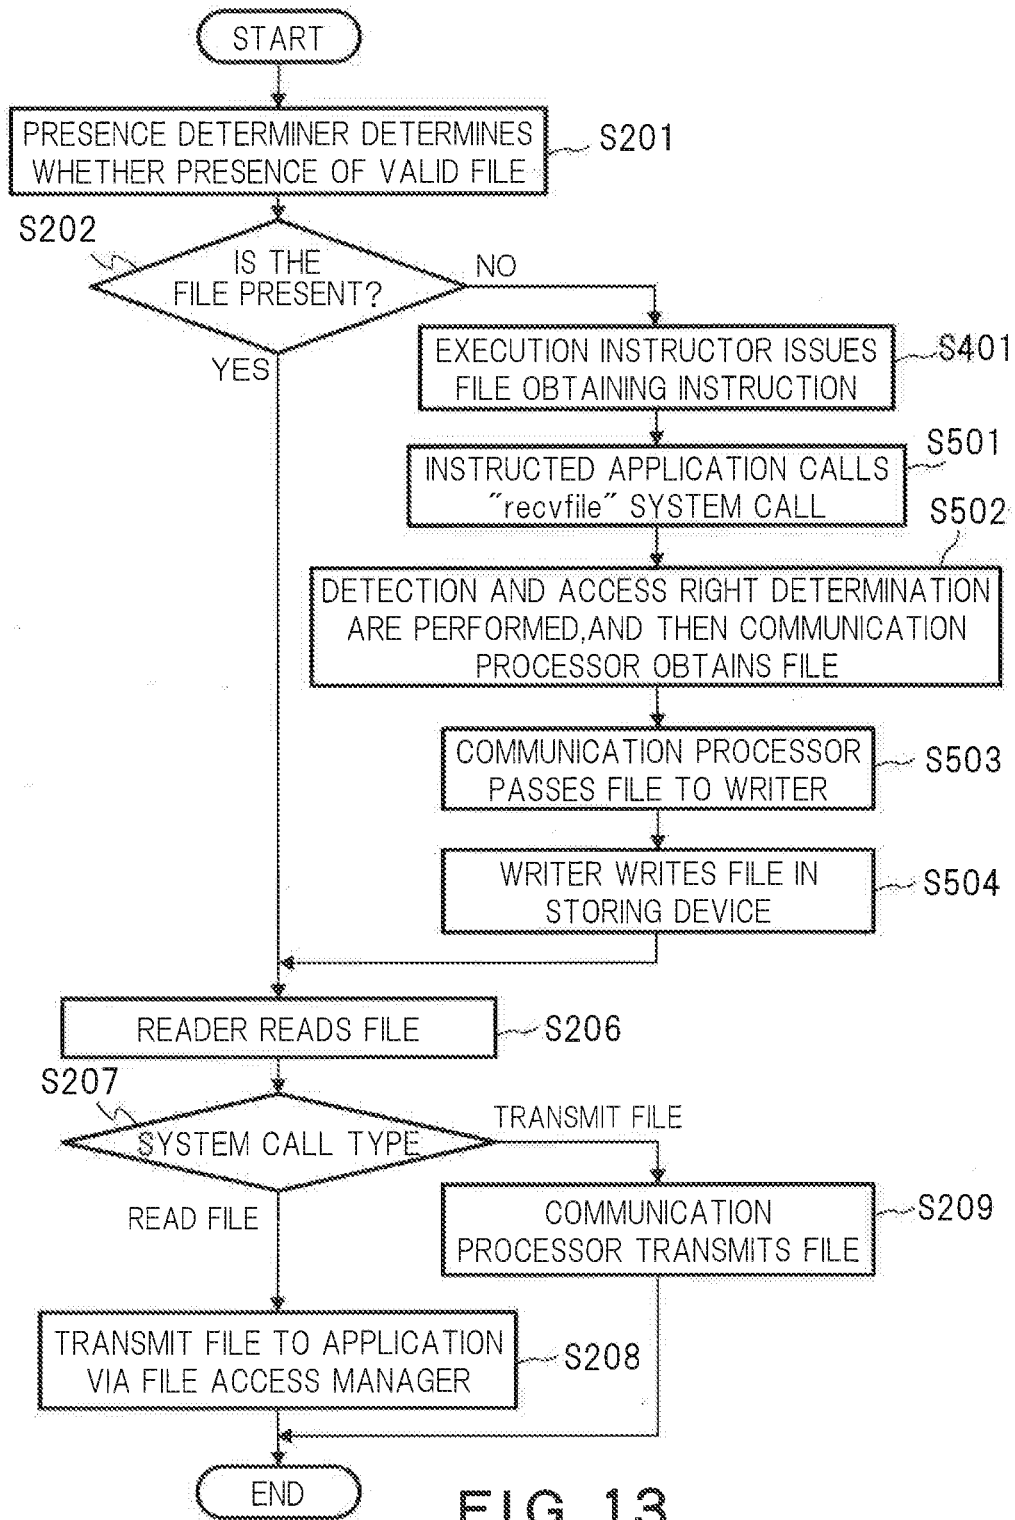 START
PRESENCE DETERMINER DETERMINES
WHETHER PRESENCE OF VALID FILE
S201
S202
IS THE
FILE PRESENT?
NO
YES
EXECUTION INSTRUCTOR ISSUES
FILE OBTAINING INSTRUCTION
S401
INSTRUCTED APPLICATION CALLS
"recvfile" SYSTEM CALL
S501
DETECTION AND ACCESS RIGHT DETERMINATION
ARE PERFORMED,AND THEN COMMUNICATION
PROCESSOR OBTAINS FILE
S502
COMMUNICATION PROCESSOR
PASSES FILE TO WRITER
S503
WRITER WRITES FILE IN
STORING DEVICE
S504
READER READS FILE
S206
S207
SYSTEM CALL TYPE
TRANSMIT FILE
READ FILE
COMMUNICATION
PROCESSOR TRANSMITS FILE
S209
TRANSMIT FILE TO APPLICATION
VIA FILE ACCESS MANAGER
S208
END
FIG. 13